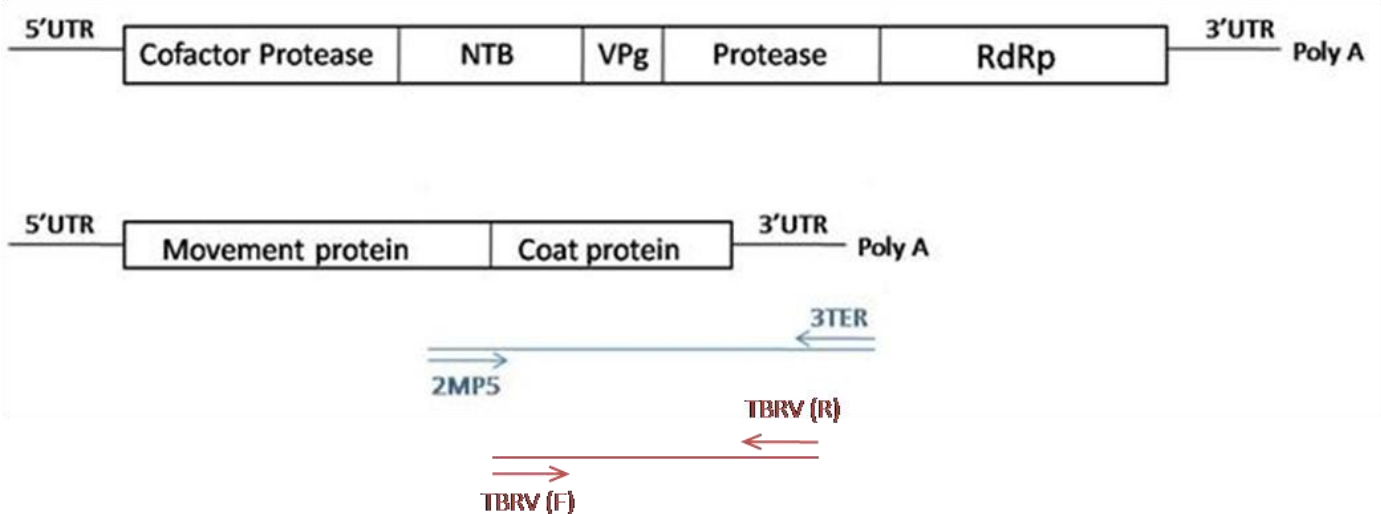 5'UTR
Cofactor Protease NTB VPg Protease RdRp
3'UTR
Poly A
5'UTR
Movement protein Coat protein
3'UTR
Poly A
3TER
2MP5
TBRV (R)
TBRV (F)